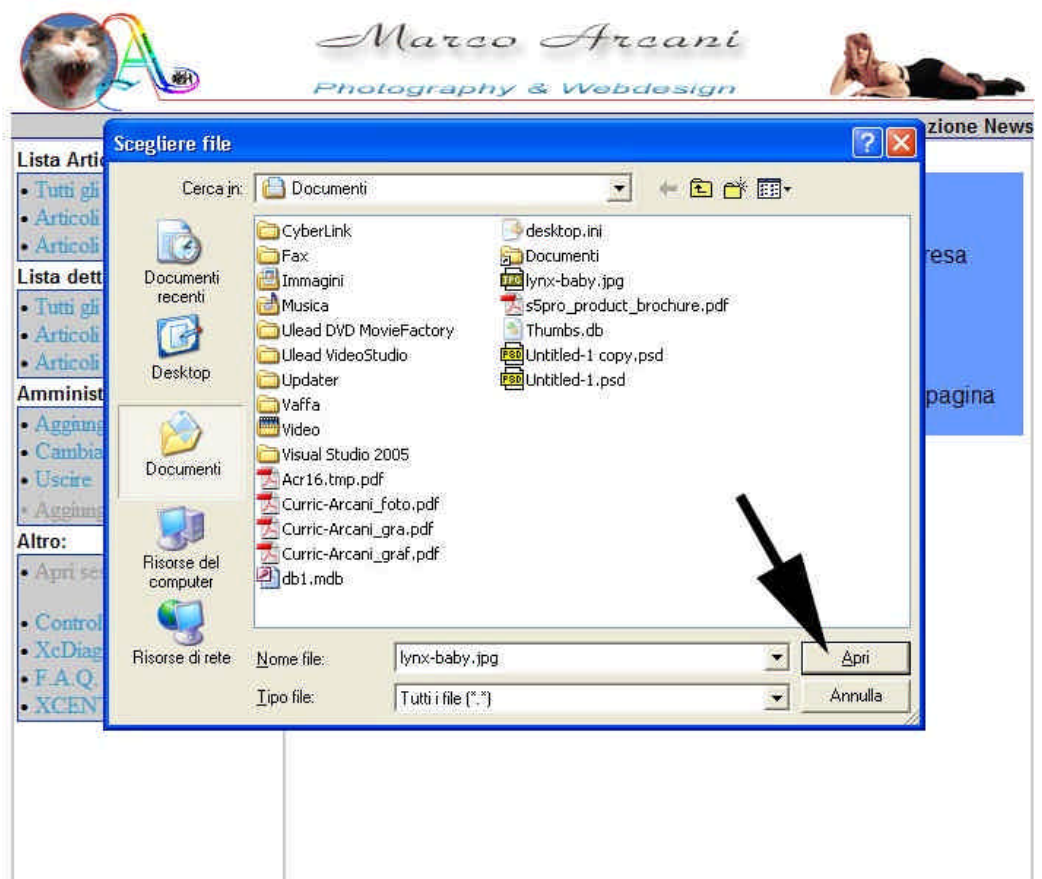 Marco Arcani
Photography & Webdesign
zione News
Scegliere file
Lista Artic
Tutti gli
Articoli
Articoli
Lista dett
Tutti gli
Articoli
Articoli
Amminist
Aggiung
Cambia
Uscire
Aggiung
Altro:
Apri ses
Control
XcDiag
F.A.Q.
XCENT
Cerca in:
Documenti
Documenti
recenti
Desktop
Documenti
Risorse del
computer
Risorse di rete
CyberLink
Fax
Immagini
Musica
Ulead DVD MovieFactory
Ulead VideoStudio
Updater
Vaffa
Video
Visual Studio 2005
Acr16.tmp.pdf
Curric-Arcani_foto.pdf
Curric-Arcani_gra.pdf
Curric-Arcani_graf.pdf
db1.mdb
desktop.ini
Documenti
lynx-baby.jpg
s5pro_product_brochure.pdf
Thumbs.db
Untitled-1 copy.psd
Untitled-1.psd
Nome file:
lynx-baby.jpg
Apri
Tipo file:
Tutti i file (*.*)
Annulla
resa
pagina